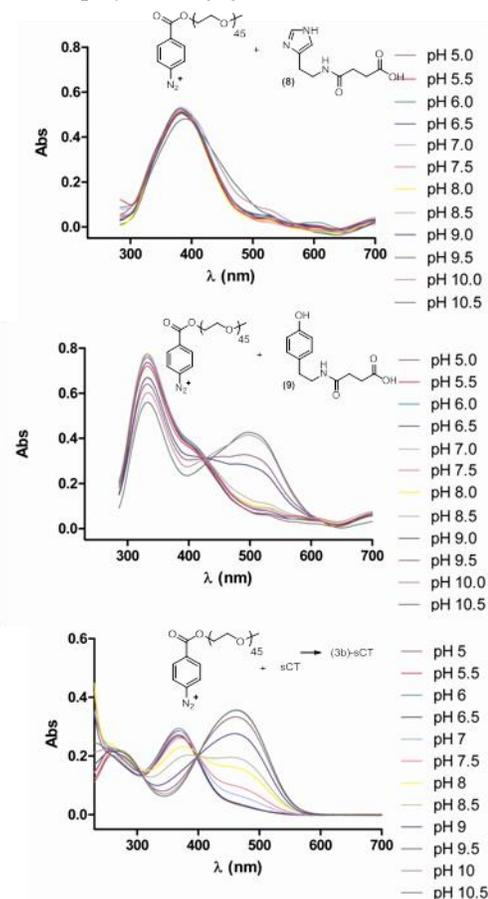 O
O
O
45
N2+
+
N
NH
N
H
O
O
OH
(8)
Abs
0.8
0.6
0.4
0.2
0.0
300 400 500 600 700
λ (nm)
pH 5.0
pH 5.5
pH 6.0
pH 6.5
pH 7.0
pH 7.5
pH 8.0
pH 8.5
pH 9.0
pH 9.5
pH 10.0
pH 10.5
O
O
O
45
N2+
+
OH
N
H
O
O
OH
(9)
Abs
0.8
0.6
0.4
0.2
0.0
300 400 500 600 700
λ (nm)
pH 5.0
pH 5.5
pH 6.0
pH 6.5
pH 7.0
pH 7.5
pH 8.0
pH 8.5
pH 9.0
pH 9.5
pH 10.0
pH 10.5
O
O
O
45
N2+
+ sCT
(3b)-sCT
Abs
0.6
0.4
0.2
0.0
300 400 500 600 700
λ (nm)
pH 5
pH 5.5
pH 6
pH 6.5
pH 7
pH 7.5
pH 8
pH 8.5
pH 9
pH 9.5
pH 10
pH 10.5